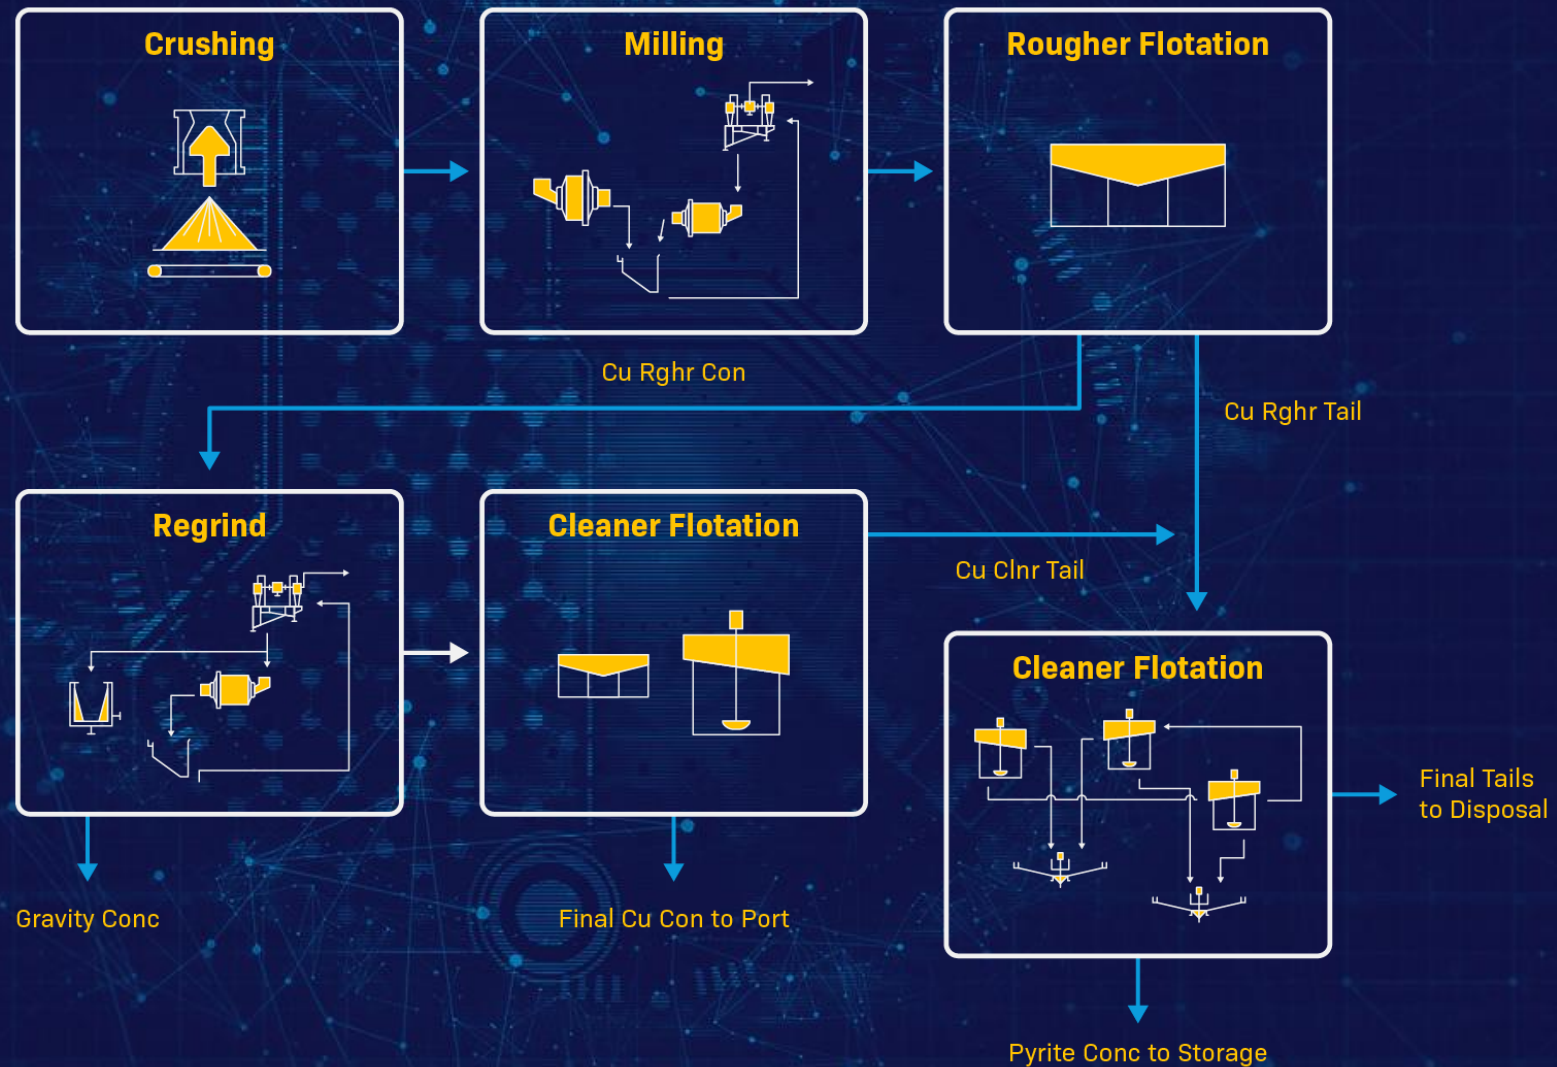 Crushing
Milling
Rougher Flotation
Cu Rghr Con
Cu Rghr Tail
Regrind
Cleaner Flotation
Cu Clnr Tail
Cleaner Flotation
Final Tails
to Disposal
Gravity Conc
Final Cu Con to Port
Pyrite Conc to Storage